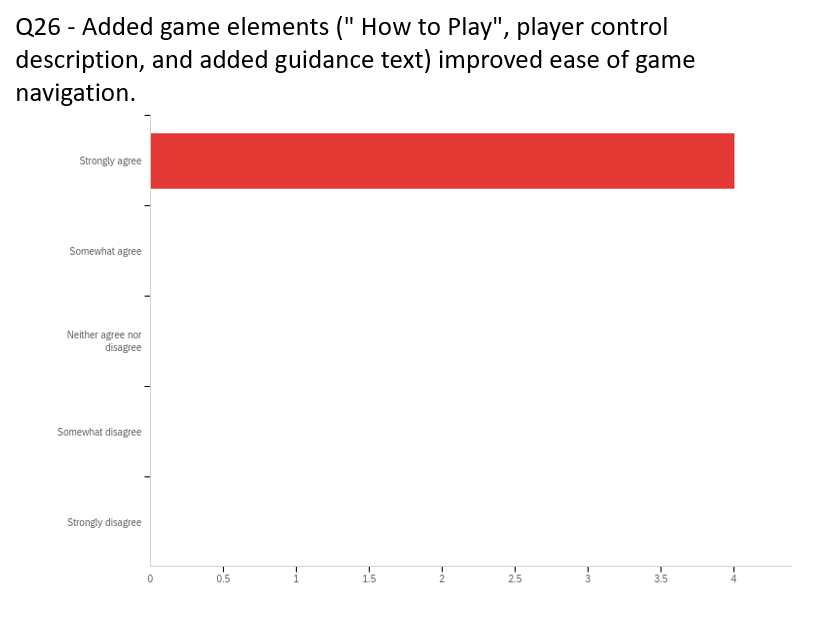 Q26 - Added game elements (" How to Play", player control
description, and added guidance text) improved ease of game
navigation.
Strongly agree
Somewhat agree
Neither agree nor
disagree
Somewhat disagree
Strongly disagree
0 0.5 1 1.5 2 2.5 3 3.5 4